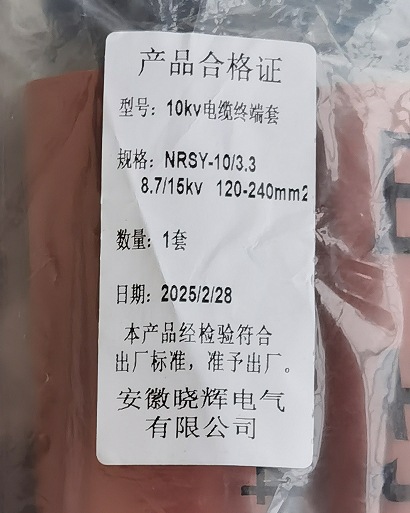 产品合格证
型号：10kv电缆终端套
规格：NRSY-10/3.3
8.7/15kv 120-240mm2
数量：1套
日期：2025/2/28
本产品经检验符合
出厂标准，准予出厂。
安徽晓辉电气
有限公司